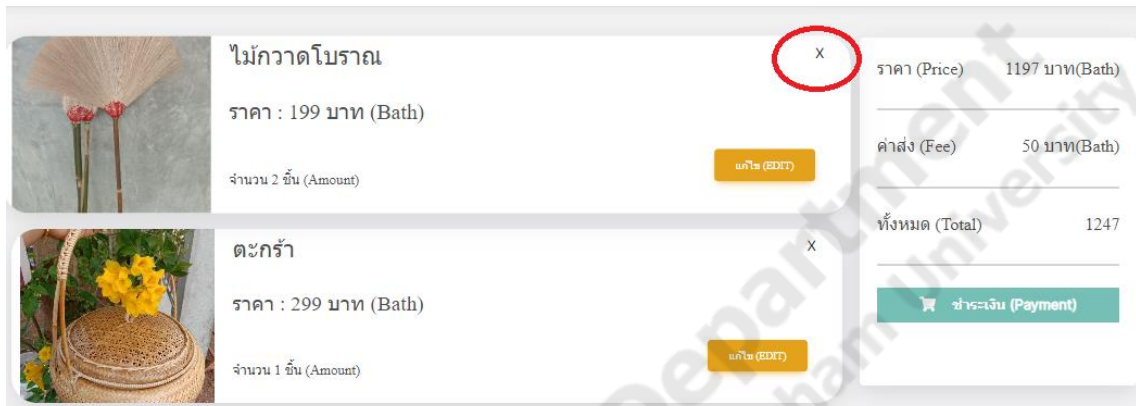 ไม้กวาดโบราณ
X
ราคา : 199 บาท (Bath)
แก้ไข (EDIT)
จำนวน 2 ชิ้น (Amount)
ตะกร้า
X
ราคา : 299 บาท (Bath)
แก้ไข (EDIT)
จำนวน 1 ชิ้น (Amount)
ราคา (Price) 1197 บาท(Bath)
ค่าส่ง (Fee) 50 บาท(Bath)
ทั้งหมด (Total) 1247
ชำระเงิน (Payment)
Department
ham University